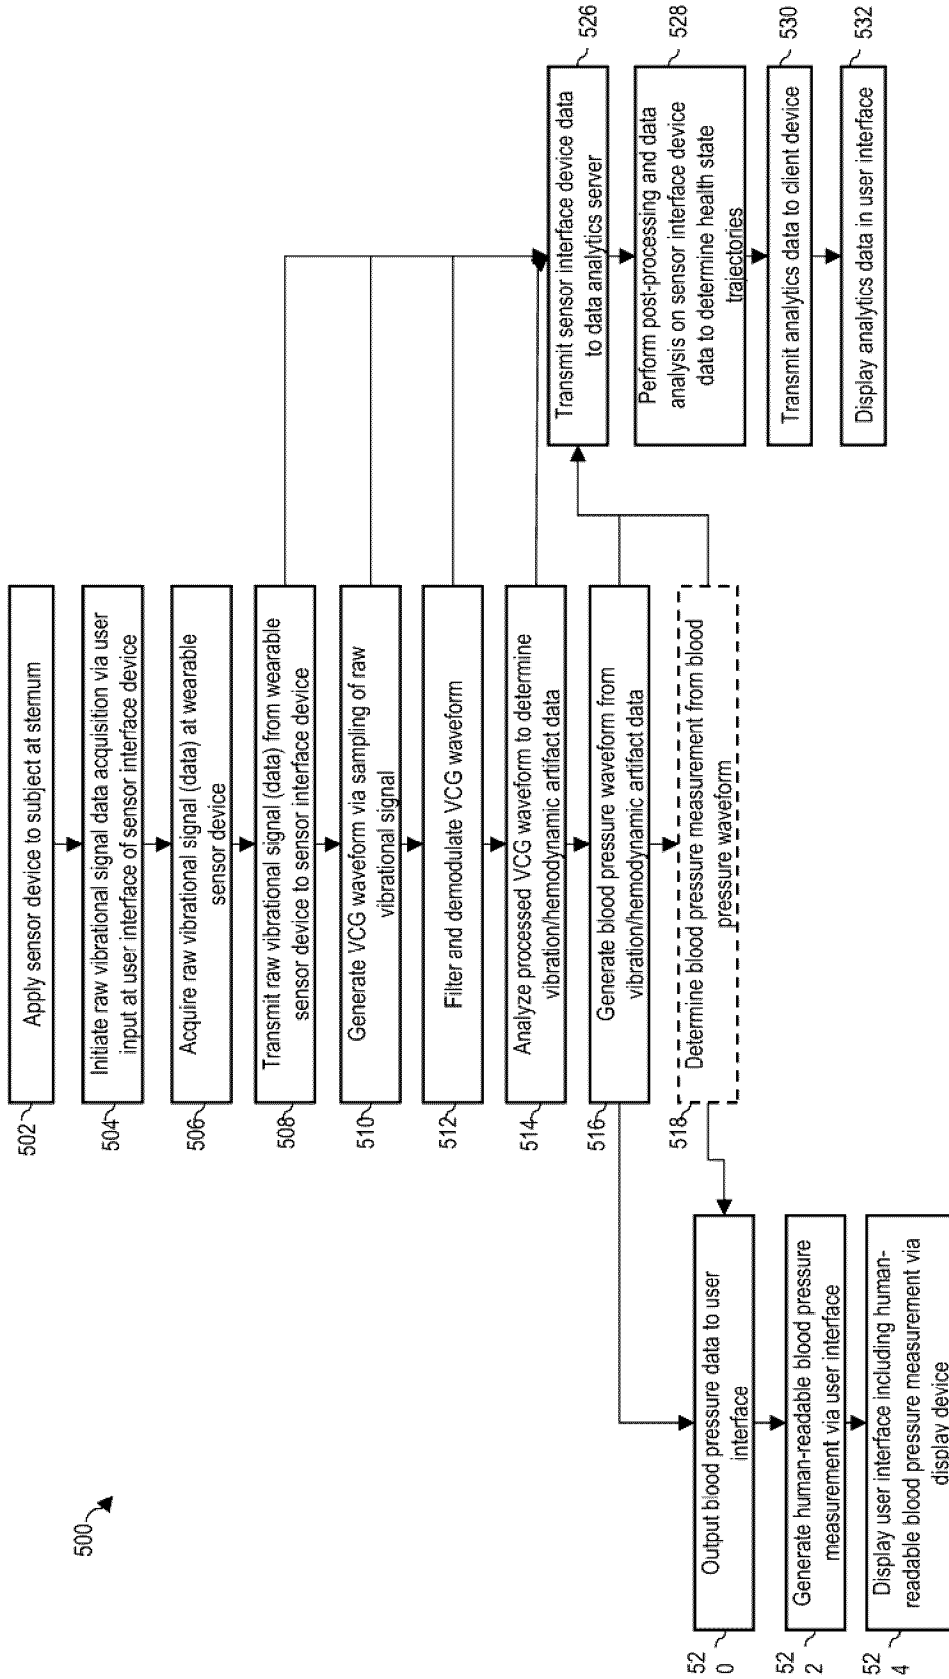 500
502
Apply sensor device to subject at sternum
504
Initiate raw vibrational signal data acquisition via user
input at user interface of sensor interface device
506
Acquire raw vibrational signal (data) at wearable
sensor device
508
Transmit raw vibrational signal (data) from wearable
sensor device to sensor interface device
510
Generate VCG waveform via sampling of raw
vibrational signal
512
Filter and demodulate VCG waveform
514
Analyze processed VCG waveform to determine
vibration/hemodynamic artifact data
516
Generate blood pressure waveform from
vibration/hemodynamic artifact data
518
Determine blood pressure measurement from blood
pressure waveform
52
0
Output blood pressure data to user
interface
52
2
Generate human-readable blood pressure
measurement via user interface
52
4
Display user interface including human-
readable blood pressure measurement via
display device
526
Transmit sensor interface device data
to data analytics server
528
Perform post-processing and data
analysis on sensor interface device
data to determine health state
trajectories
530
Transmit analytics data to client device
532
Display analytics data in user interface